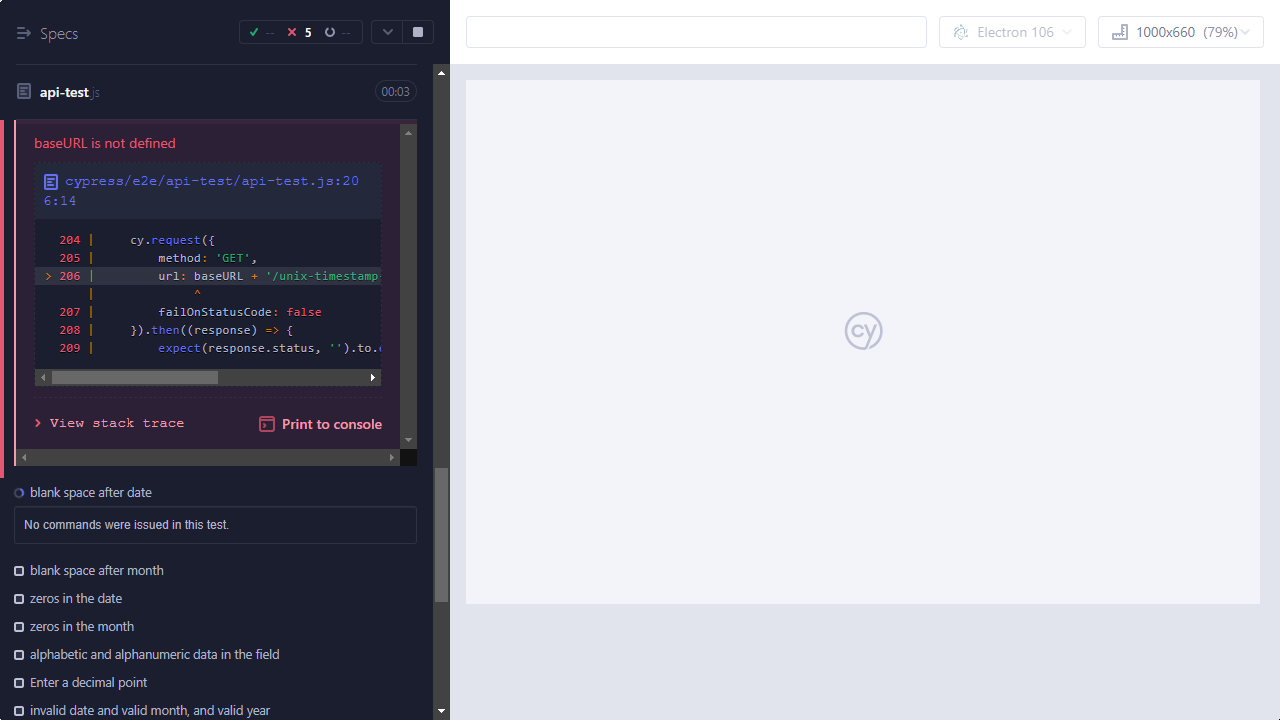 Specs
-- 5 --
Electron 106
1000x660 (79%)
api-test.js
00:03
baseURL is not defined
cypress/e2e/api-test/api-test.js:20
6:14
204 | cy.request({
205 | method: 'GET',
> 206 | url: baseURL + '/unix-timestamp-
| ^
207 | failOnStatusCode: false
208 | }).then((response) => {
209 | expect(response.status, '').to.
> View stack trace
Print to console
cy
blank space after date
No commands were issued in this test.
blank space after month
zeros in the date
zeros in the month
alphabetic and alphanumeric data in the field
Enter a decimal point
invalid date and valid month, and valid year